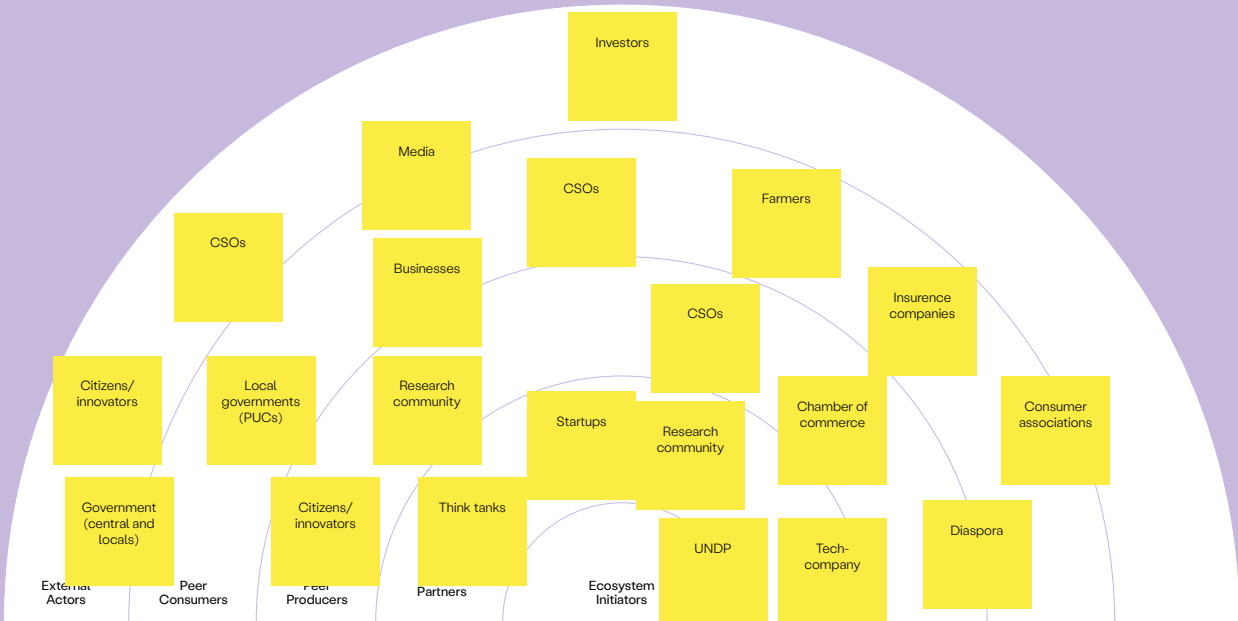 Investors
Media
CSOs
Farmers
CSOs
Businesses
Insurence
companies
CSOs
Citizens/
innovators
Local
governments
(PUCs)
Research
community
Startups
Research
community
Chamber of
commerce
Consumer
associations
Government
(central and
locals)
Citizens/
innovators
Think tanks
UNDP
Tech-
company
Diaspora
External
Actors
Peer
Consumers
Peer
Producers
Partners
Ecosystem
Initiators